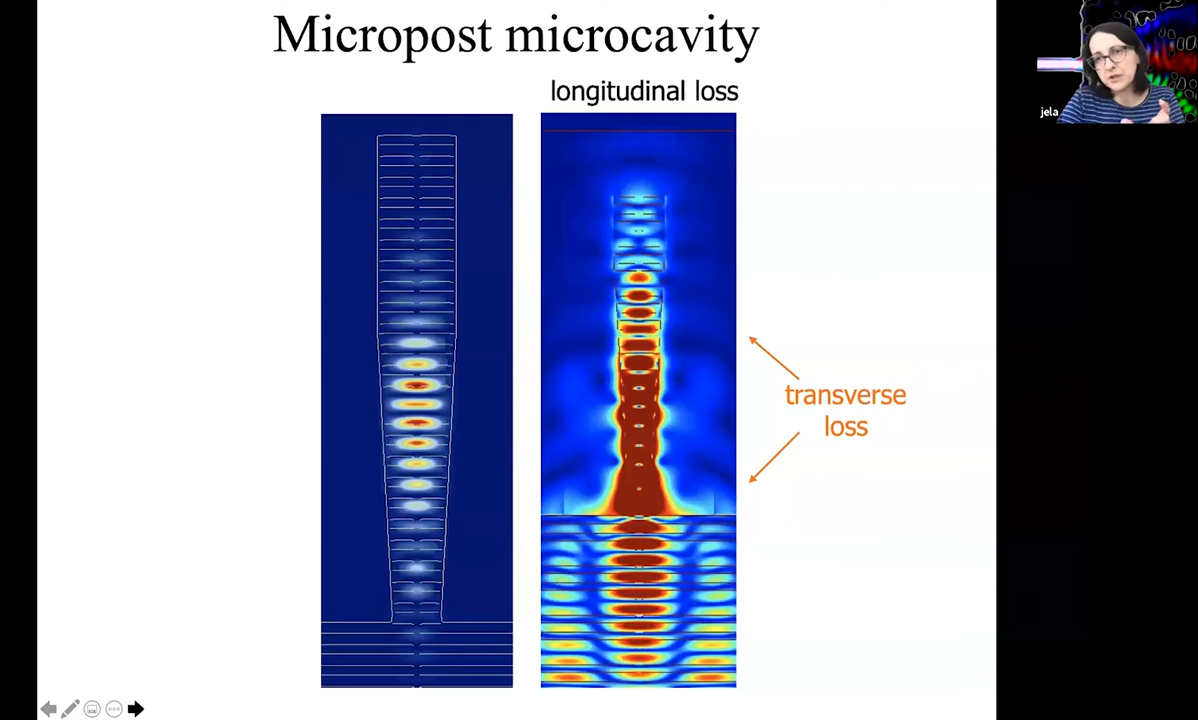 Micropost microcavity
longitudinal loss
transverse
loss
jela